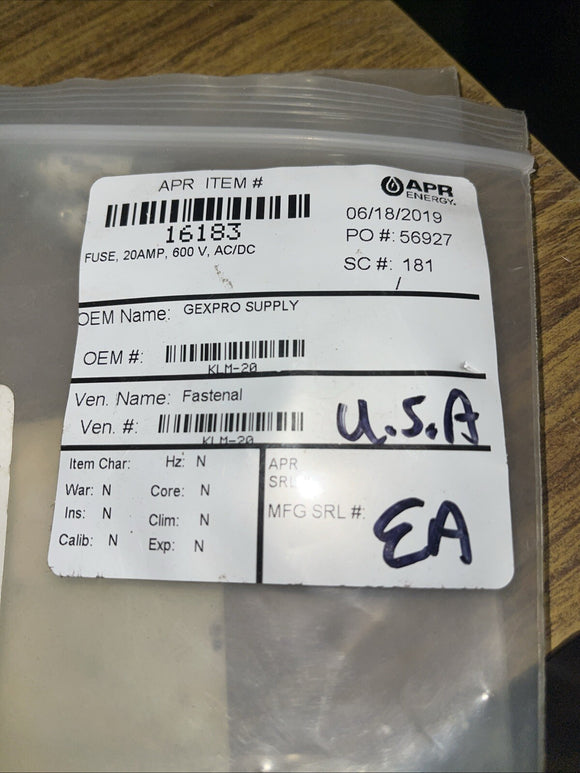 APR ITEM #
APR
ENERGY.
16183
06/18/2019
FUSE, 20AMP, 600 V, AC/DC
PO #: 56927
SC #: 181
/
OEM Name: GEXPRO SUPPLY
OEM #:
KLM-20
Ven. Name: Fastenal
Ven. #:
KLM-20
U.S.A
Item Char: Hz: N
War: N Core: N
Ins: N Clim: N
Calib: N Exp: N
APR
SRL
MFG SRL #:
EA